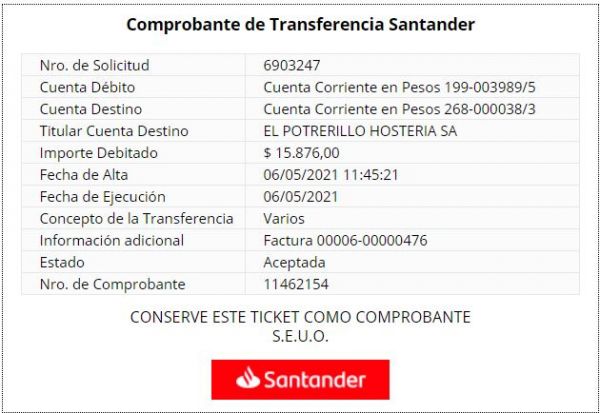 Comprobante de Transferencia Santander
Nro. de Solicitud 6903247
Cuenta Débito Cuenta Corriente en Pesos 199-003989/5
Cuenta Destino Cuenta Corriente en Pesos 268-000038/3
Titular Cuenta Destino EL POTRERILLO HOSTERIA SA
Importe Debitado $ 15.876,00
Fecha de Alta 06/05/2021 11:45:21
Fecha de Ejecución 06/05/2021
Concepto de la Transferencia Varios
Información adicional Factura 00006-00000476
Estado Aceptada
Nro. de Comprobante 11462154
CONSERVE ESTE TICKET COMO COMPROBANTE
S.E.U.O.
Santander